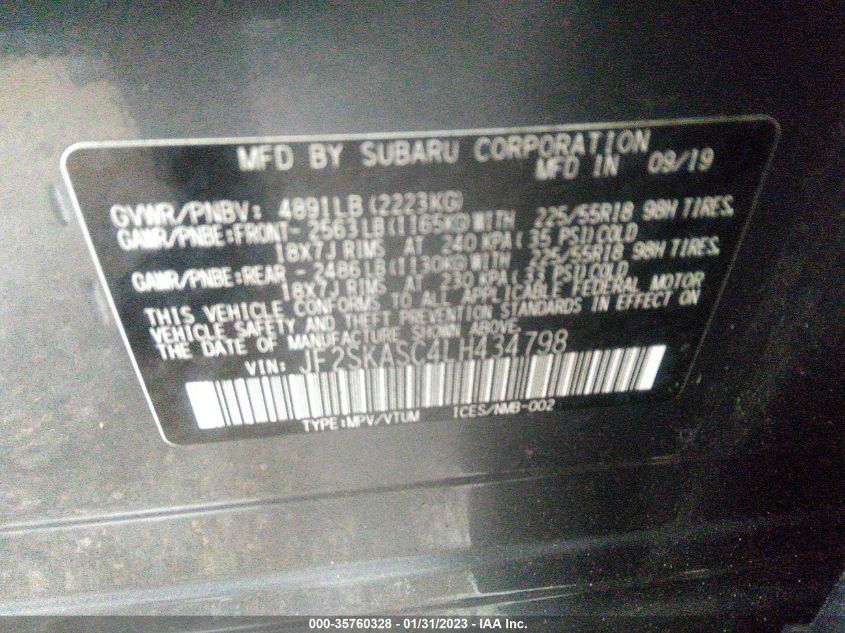 MFD BY SUBARU CORPORATION
MFD IN 09/19
GVWR/PNBV: 4891LB (2223KG)
GAWR/PNBE:FRONT- 2563LB(1165KG)WITH 225/55R18 98H TIRES,
18X7J RIMS AT 240 KPA( 35 PSI)COLD
GAWR/PNBE:REAR - 2486LB(1130KG)WITH 225/55R18 98H TIRES,
18X7J RIMS AT 230 KPA( 33 PSI)COLD
THIS VEHICLE CONFORMS TO ALL APPLICABLE FEDERAL MOTOR
VEHICLE SAFETY AND THEFT PREVENTION STANDARDS IN EFFECT ON
THE DATE OF MANUFACTURE SHOWN ABOVE.
VIN: JF2SKASC4LH434798
TYPE:MPV/VTUM ICES/NMB-002
000-35760328 - 01/31/2023 - © IAA Inc.